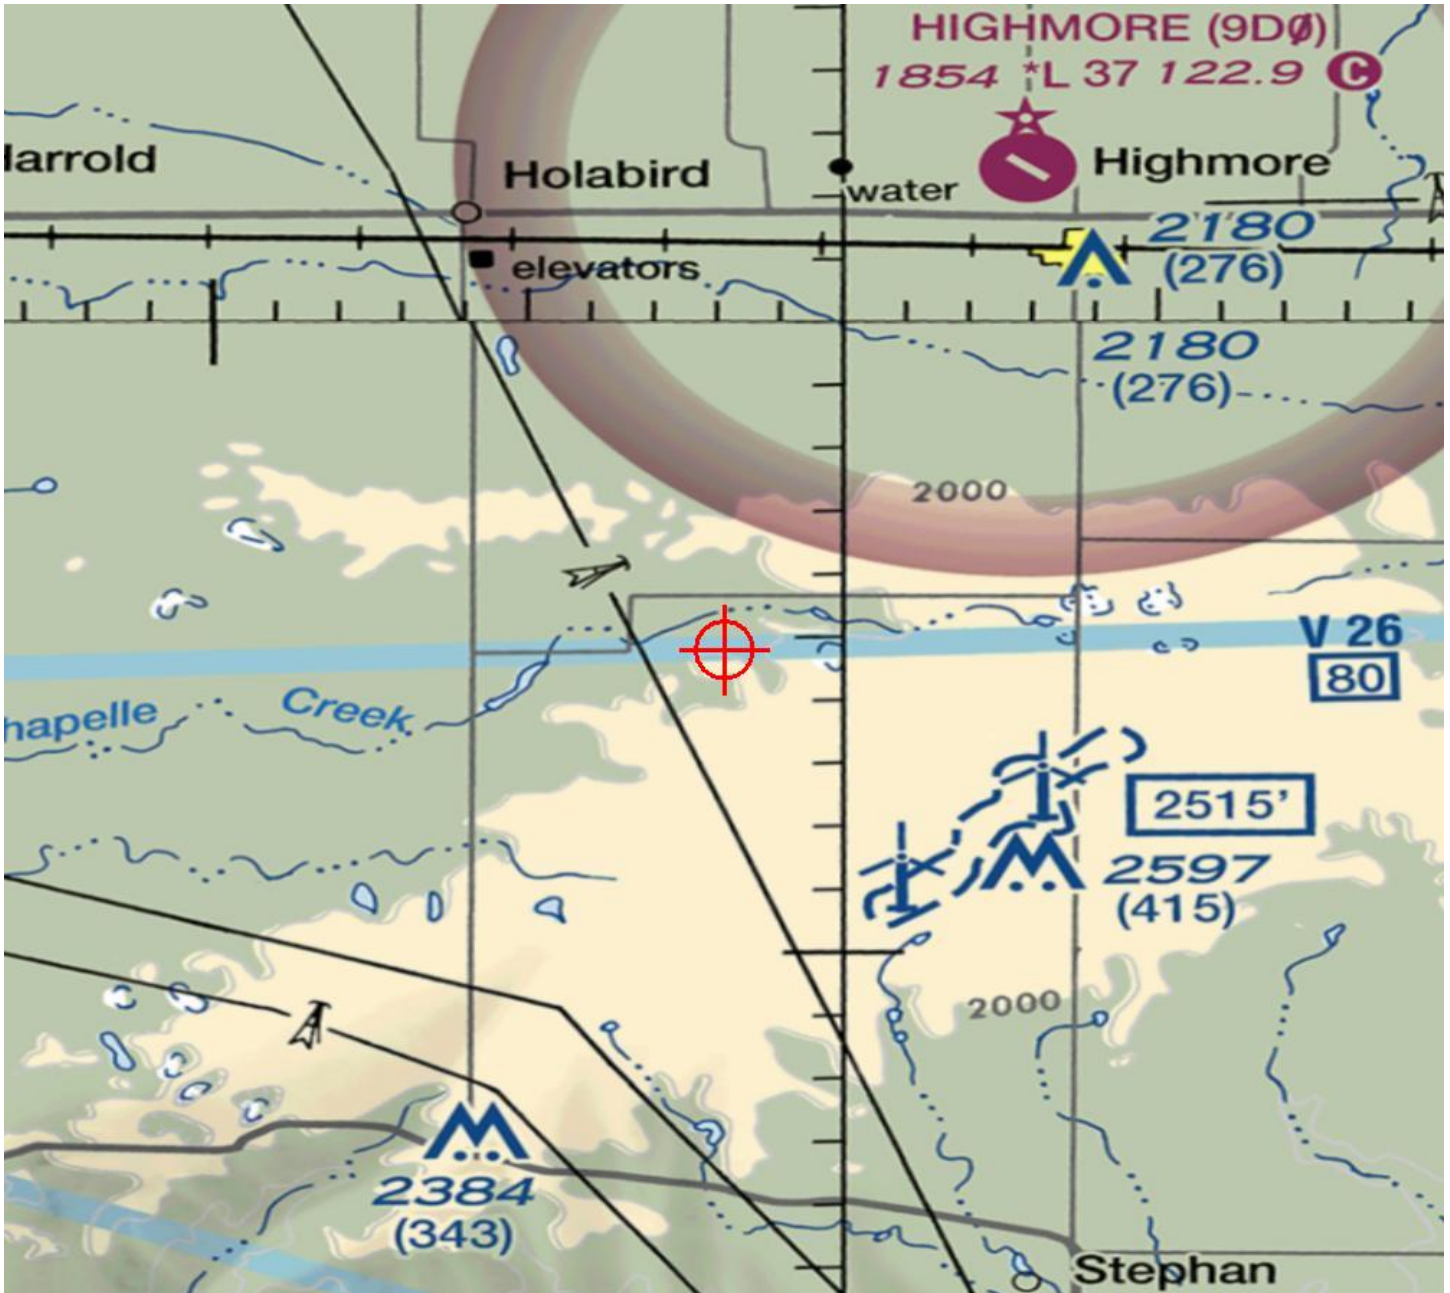 HIGHMORE (9DØ)
1854 *L 37 122.9 C
Harrold
Holabird
water
Highmore
2180
(276)
elevators
2180
(276)
2000
V 26
80
hapelle
Creek
2515'
2597
(415)
2000
2384
(343)
Stephan